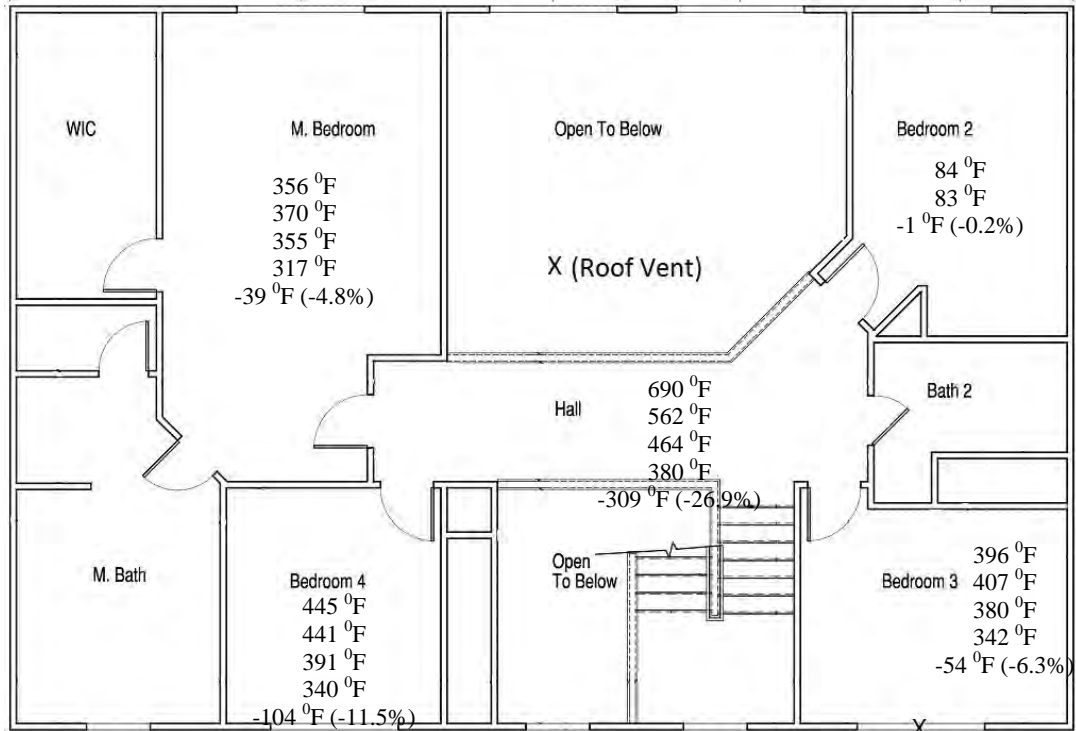 WIC
M. Bedroom
356 ⁰F
370 ⁰F
355 ⁰F
317 ⁰F
-39 ⁰F (-4.8%)
Open To Below
X (Roof Vent)
Bedroom 2
84 ⁰F
83 ⁰F
-1 ⁰F (-0.2%)
Hall
690 ⁰F
562 ⁰F
464 ⁰F
380 ⁰F
-309 ⁰F (-26.9%)
Bath 2
M. Bath
Bedroom 4
445 ⁰F
441 ⁰F
391 ⁰F
340 ⁰F
-104 ⁰F (-11.5%)
Open
To Below
Bedroom 3
396 ⁰F
407 ⁰F
380 ⁰F
342 ⁰F
-54 ⁰F (-6.3%)
X